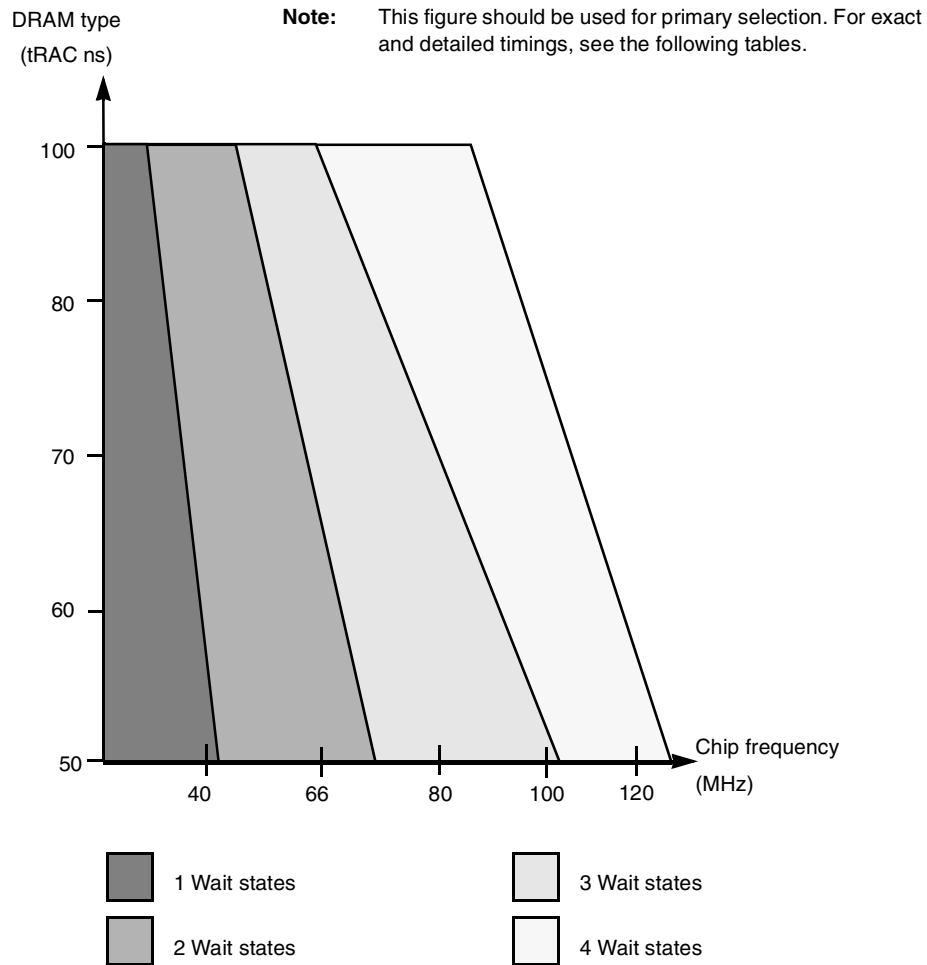 DRAM type
(tRAC ns)
Note: This figure should be used for primary selection. For exact
and detailed timings, see the following tables.
100
80
70
60
50
40 66 80 100 120
Chip frequency
(MHz)
1 Wait states
3 Wait states
2 Wait states
4 Wait states